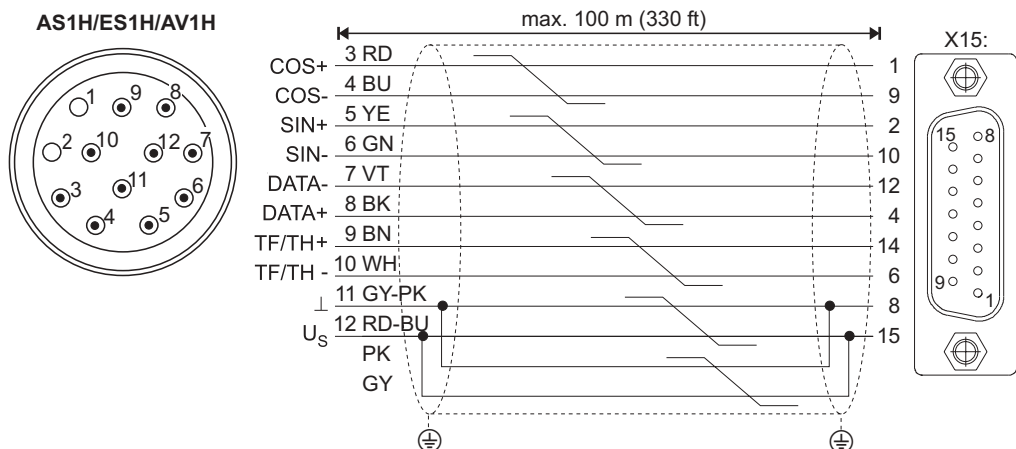 AS1H/ES1H/AV1H
max. 100 m (330 ft)
X15:
1
9
8
2
10
12
7
3
11
6
4
5
COS+ 3 RD 1
COS- 4 BU 9
SIN+ 5 YE 2
SIN- 6 GN 10
DATA- 7 VT 12
DATA+ 8 BK 4
TF/TH+ 9 BN 14
TF/TH - 10 WH 6
⊥ 11 GY-PK 8
US 12 RD-BU 15
PK
GY
15
8
9
1